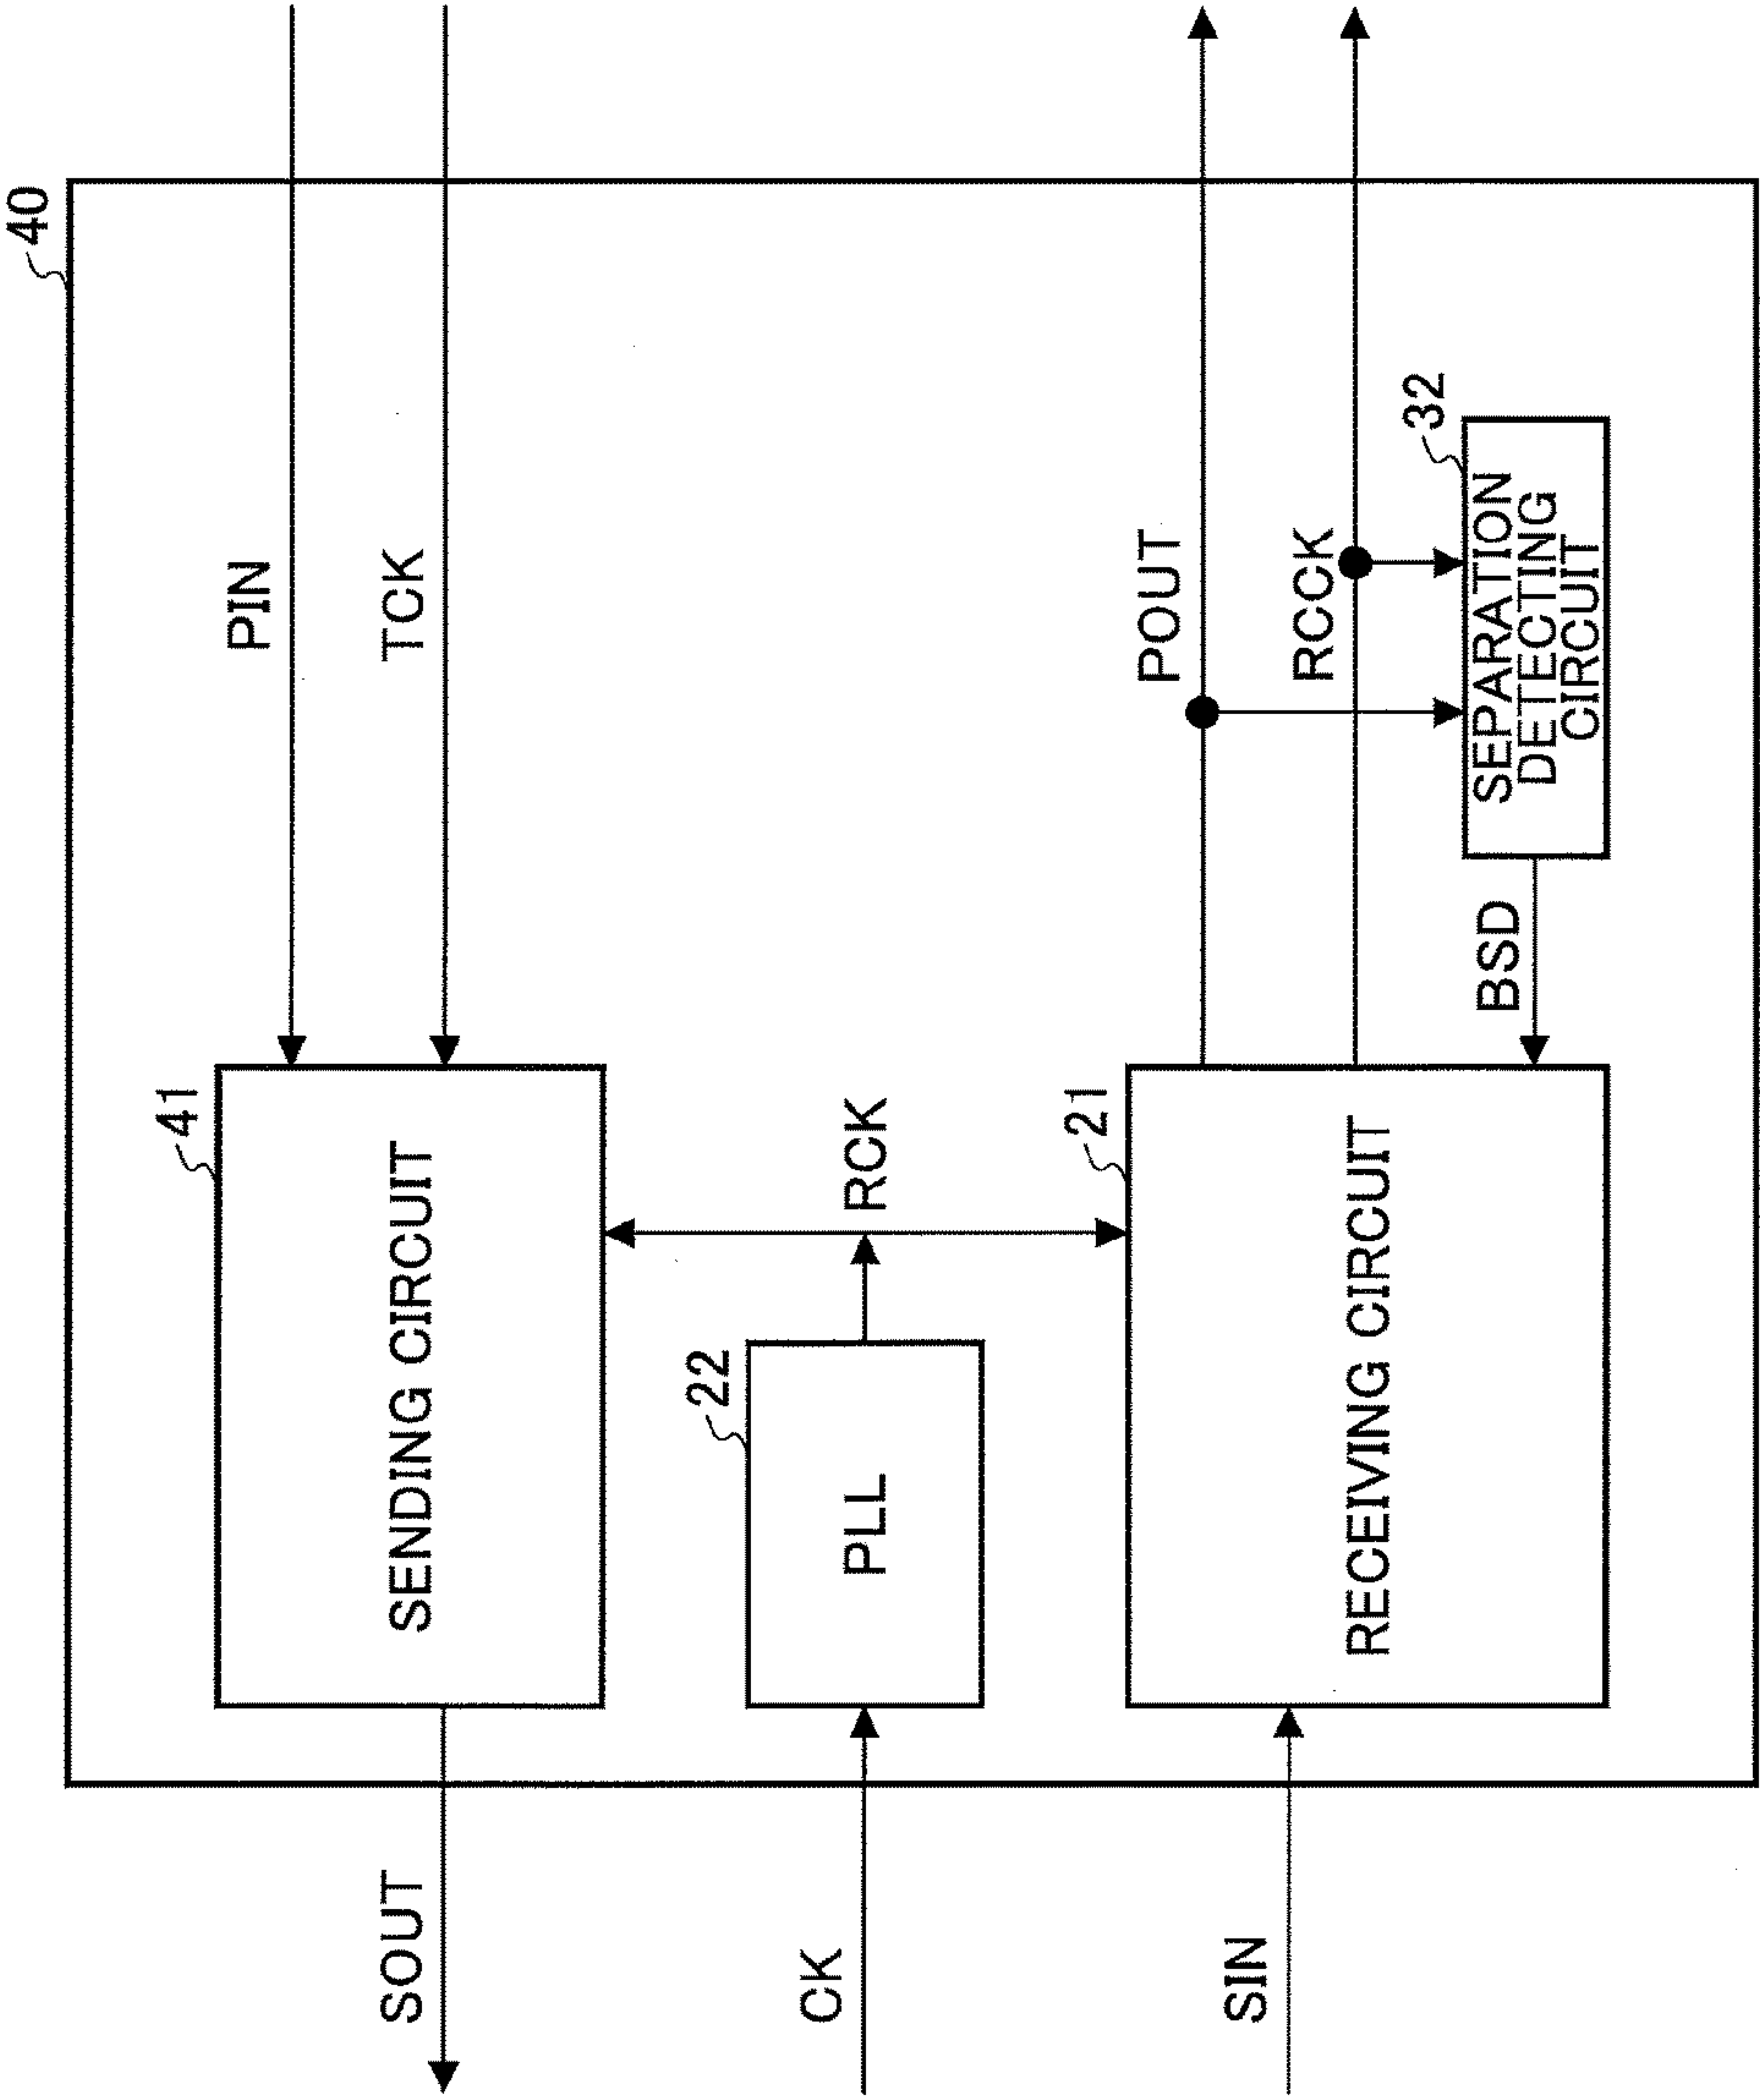 40
PIN
TCK
41
SENDING CIRCUIT
SOUT
RCK
22
PLL
CK
POUT
RCCK
32
SEPARATION
DETECTING
CIRCUIT
BSD
21
RECEIVING CIRCUIT
SIN